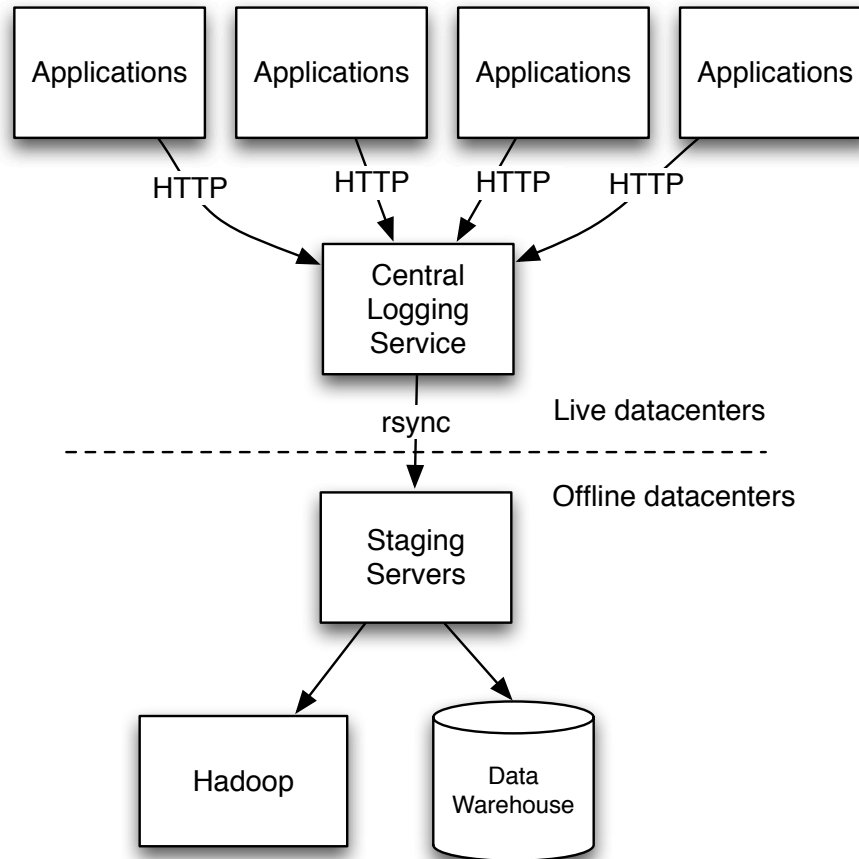 Applications
Applications
Applications
Applications
HTTP
HTTP
HTTP
HTTP
Central
Logging
Service
rsync
Live datacenters
Offline datacenters
Staging
Servers
Hadoop
Data
Warehouse